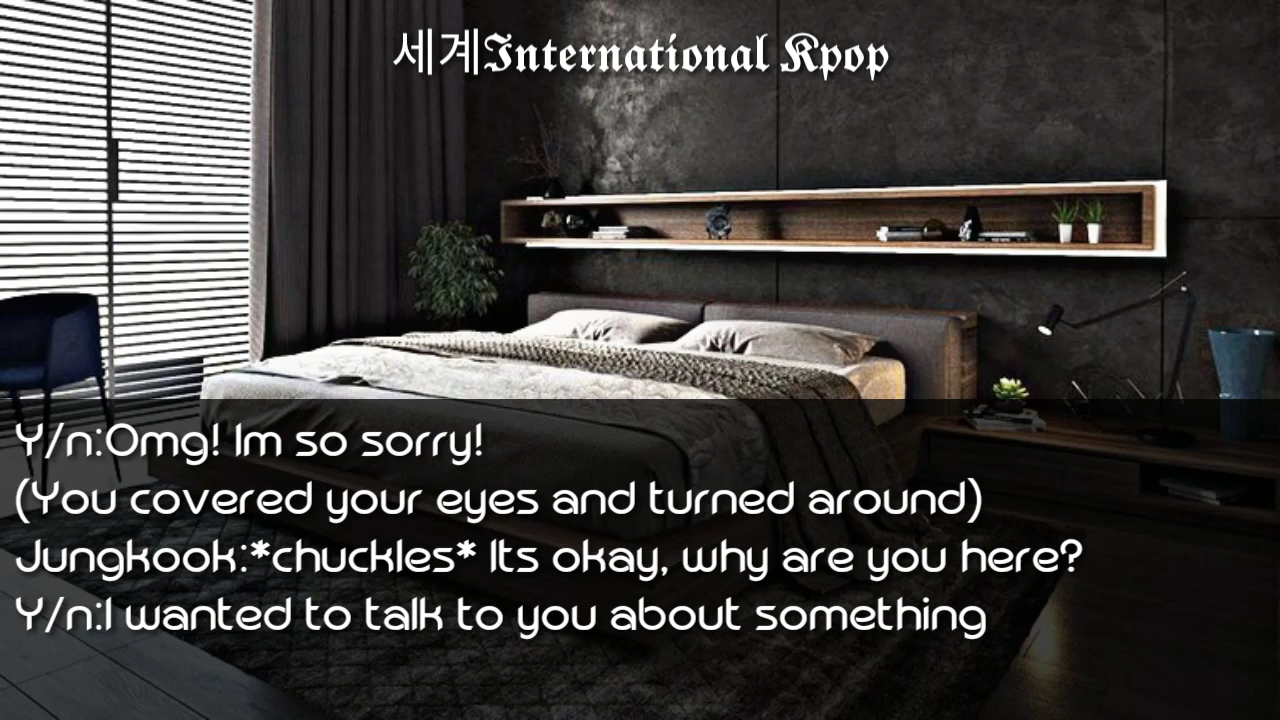 세계International Kpop
Y/n:Omg! Im so sorry!
(You covered your eyes and turned around)
Jungkook:*chuckles* Its okay, why are you here?
Y/n:I wanted to talk to you about something